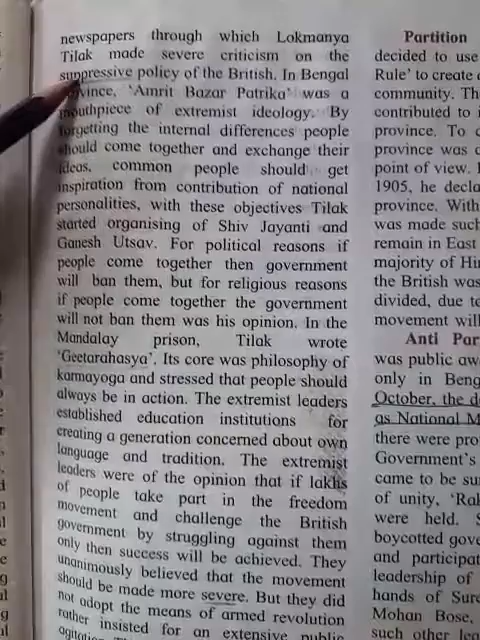 newspapers through which Lokmanya
Tilak made severe criticism on the
suppressive policy of the British. In Bengal
province, 'Amrit Bazar Patrika' was a
mouthpiece of extremist ideology. By
forgetting the internal differences people
should come together and exchange their
ideas, common people should get
inspiration from contribution of national
personalities, with these objectives Tilak
started organising of Shiv Jayanti and
Ganesh Utsav. For political reasons if
people come together then government
will ban them, but for religious reasons
if people come together the government
will not ban them was his opinion. In the
Mandalay prison, Tilak wrote
'Geetarahasya'. Its core was philosophy of
karmayoga and stressed that people should
always be in action. The extremist leaders
established education institutions for
creating a generation concerned about own
language and tradition. The extremist
leaders were of the opinion that if lakhs
of people take part in the freedom
movement and challenge the British
government by struggling against them
only then success will be achieved. They
unanimously believed that the movement
should be made more severe. But they did
not adopt the means of armed revolution
rather insisted for an extensive public
Partition
decided to use
Rule' to create
community. Th
contributed to
province. To
province was
point of view.
1905, he decla
province. With
was made such
remain in East
majority of Hin
the British was
divided, due to
movement will
Anti Par
was public aw
only in Beng
October, the d
as National M
there were pro
Government's
came to be su
of unity, 'Rak
were held. S
boycotted gove
and participat
leadership of
hands of Sure
Mohan Bose,
such other lea